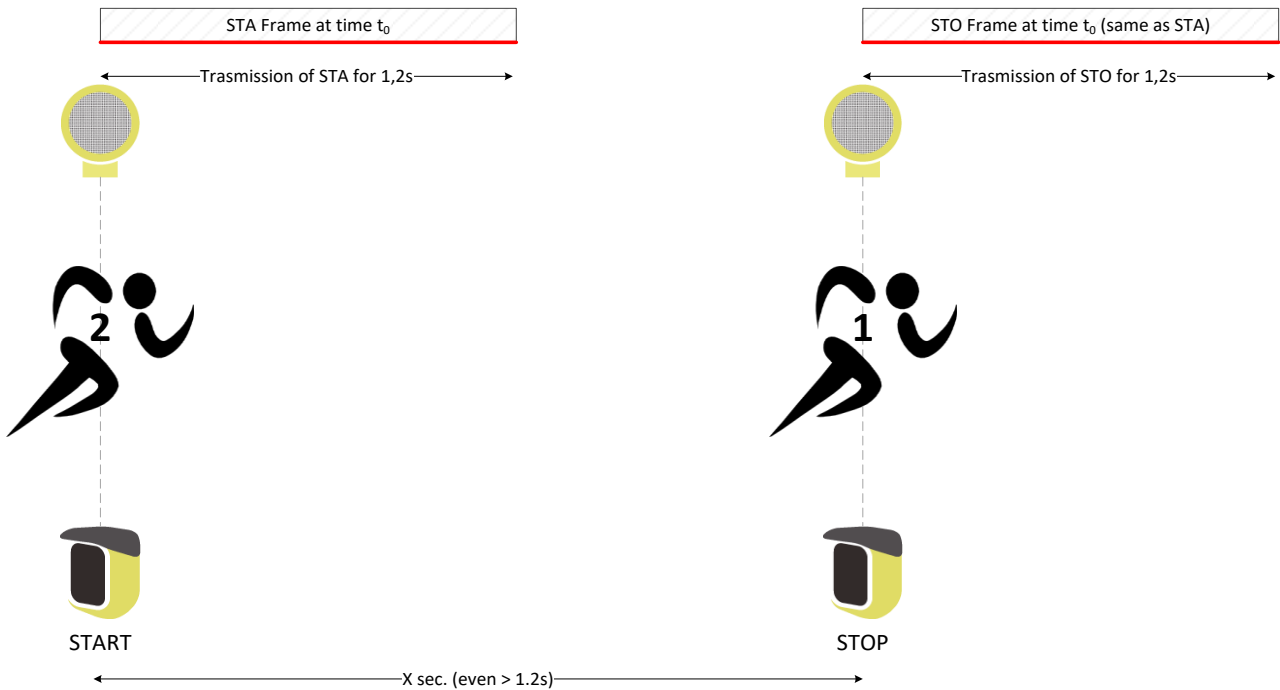 STA Frame at time t₀
STO Frame at time t₀ (same as STA)
Trasmission of STA for 1,2s
Trasmission of STO for 1,2s
2
1
START
STOP
X sec. (even > 1.2s)